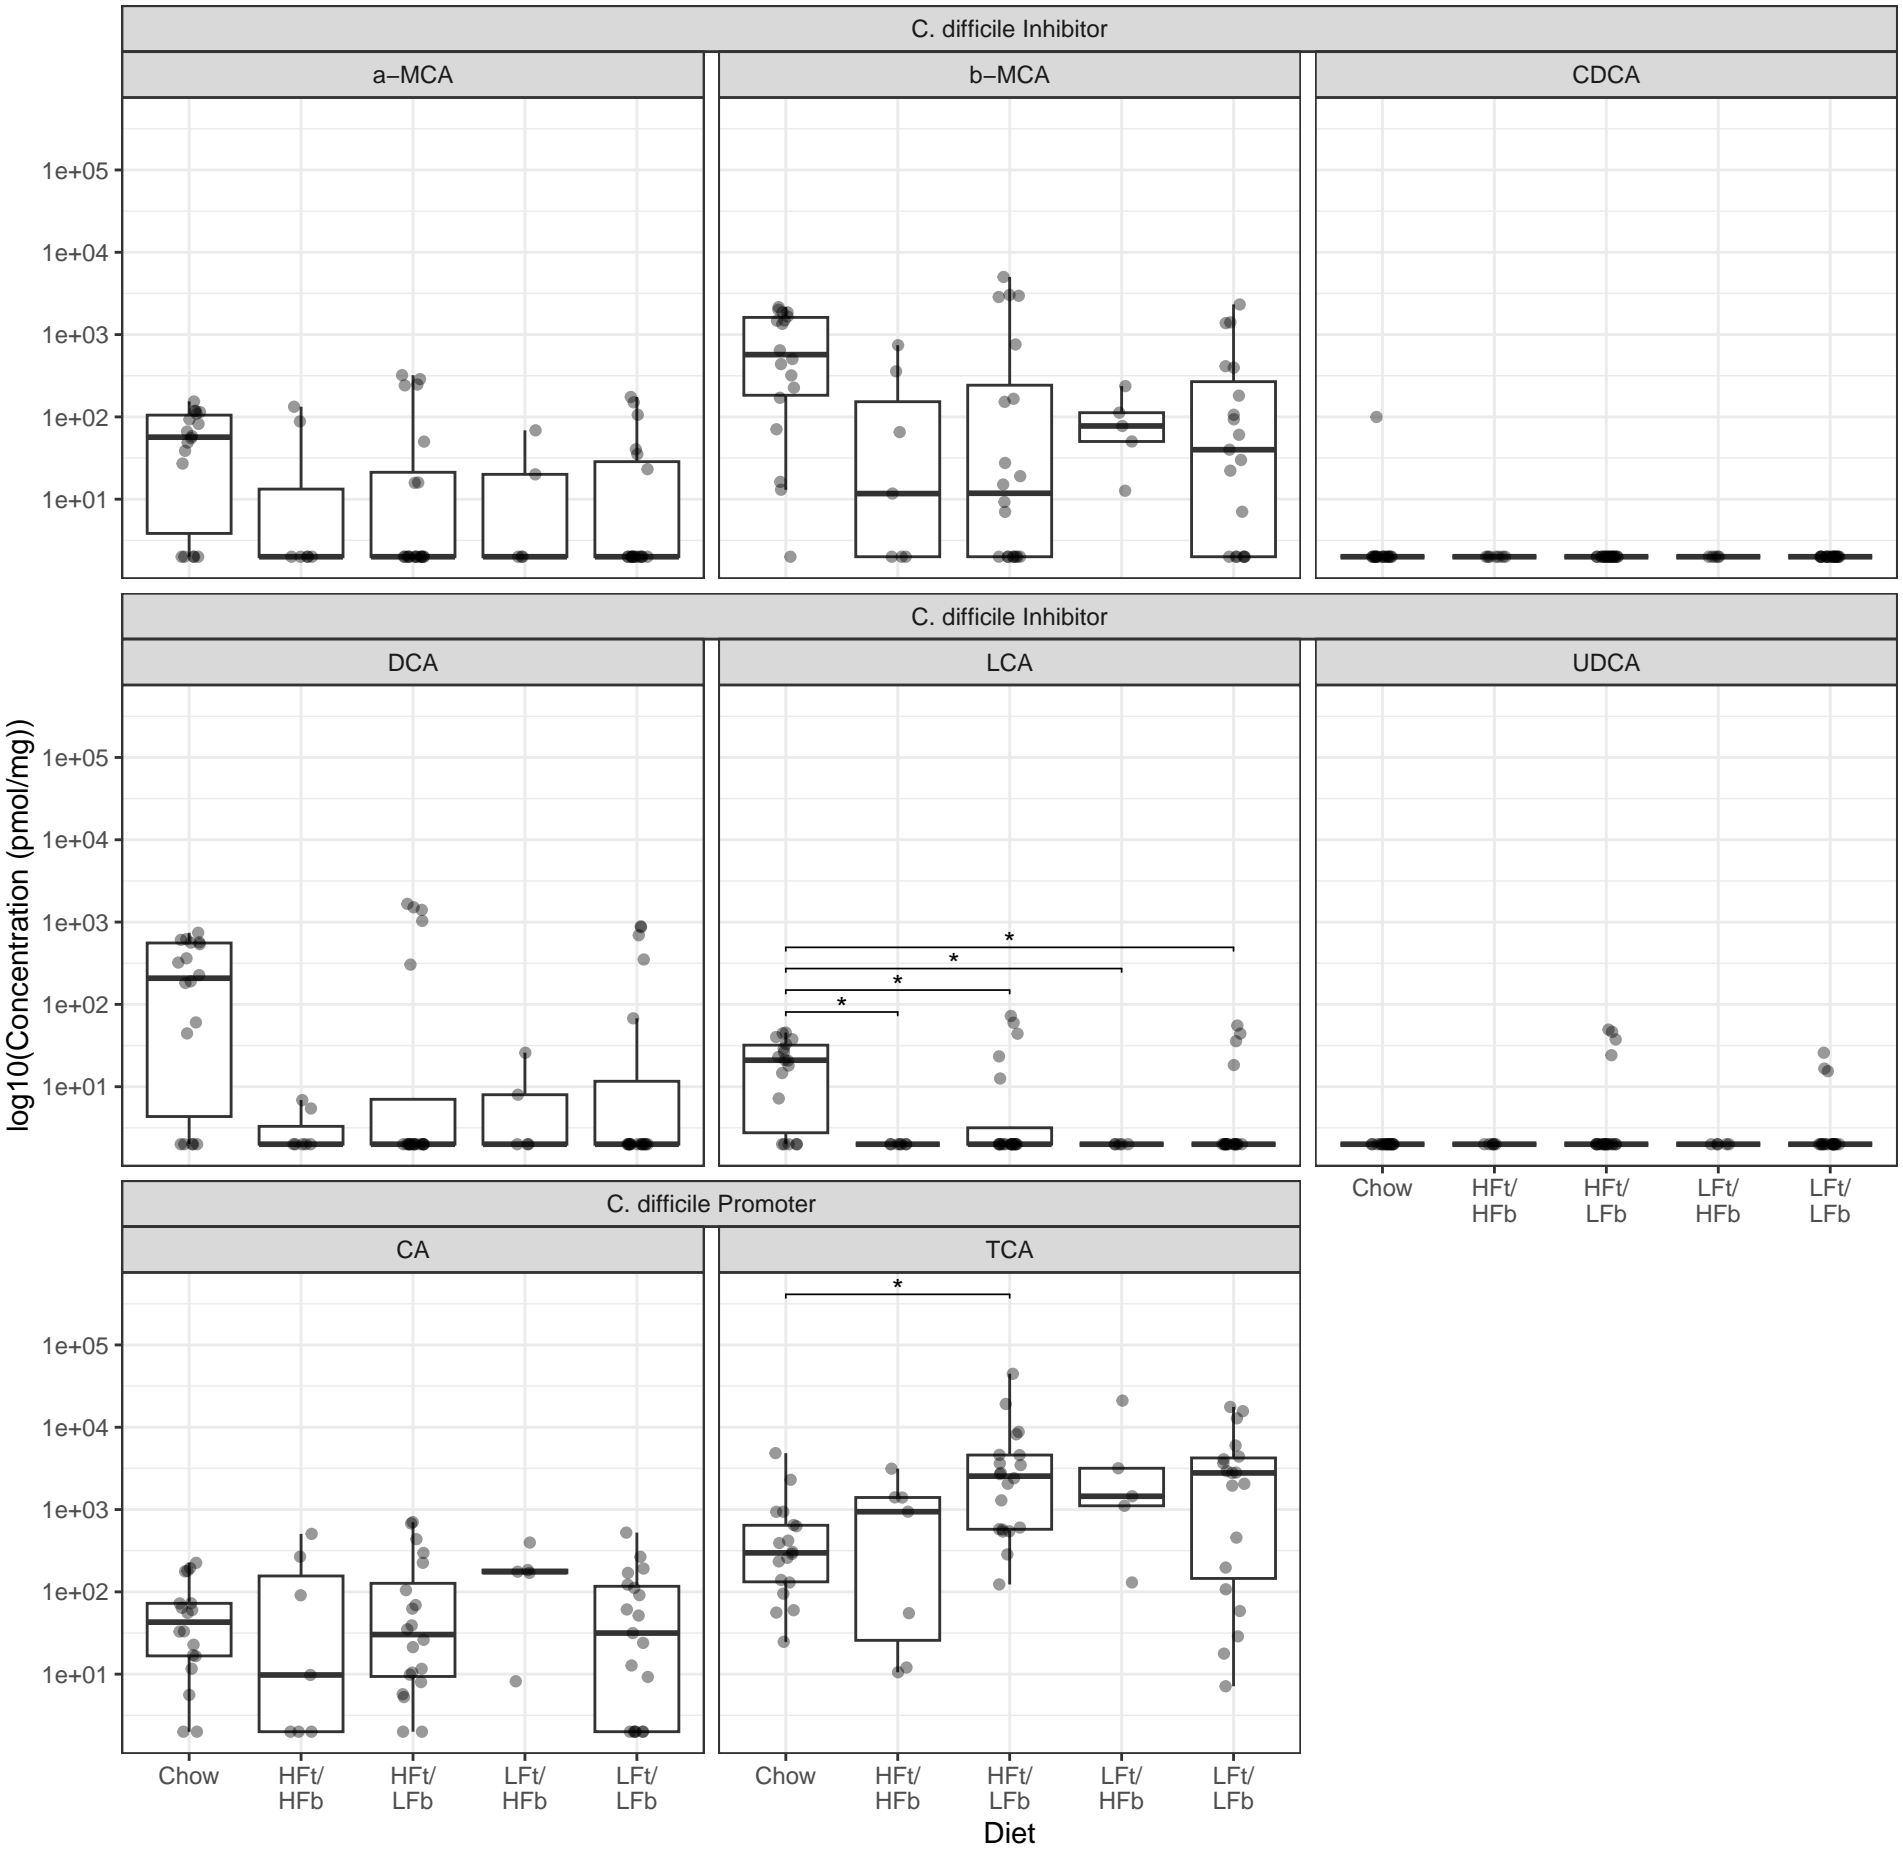 C. difficile Inhibitor
a−MCA
b−MCA
CDCA
1e+05
1e+04
1e+03
1e+02
1e+01
C. difficile Inhibitor
DCA
LCA
UDCA
1e+05
1e+04
1e+03
1e+02
1e+01
*
*
*
*
Chow
HFt/
HFb
HFt/
LFb
LFt/
HFb
LFt/
LFb
log10(Concentration (pmol/mg))
C. difficile Promoter
CA
TCA
*
1e+05
1e+04
1e+03
1e+02
1e+01
Chow
HFt/
HFb
HFt/
LFb
LFt/
HFb
LFt/
LFb
Chow
HFt/
HFb
HFt/
LFb
LFt/
HFb
LFt/
LFb
Diet